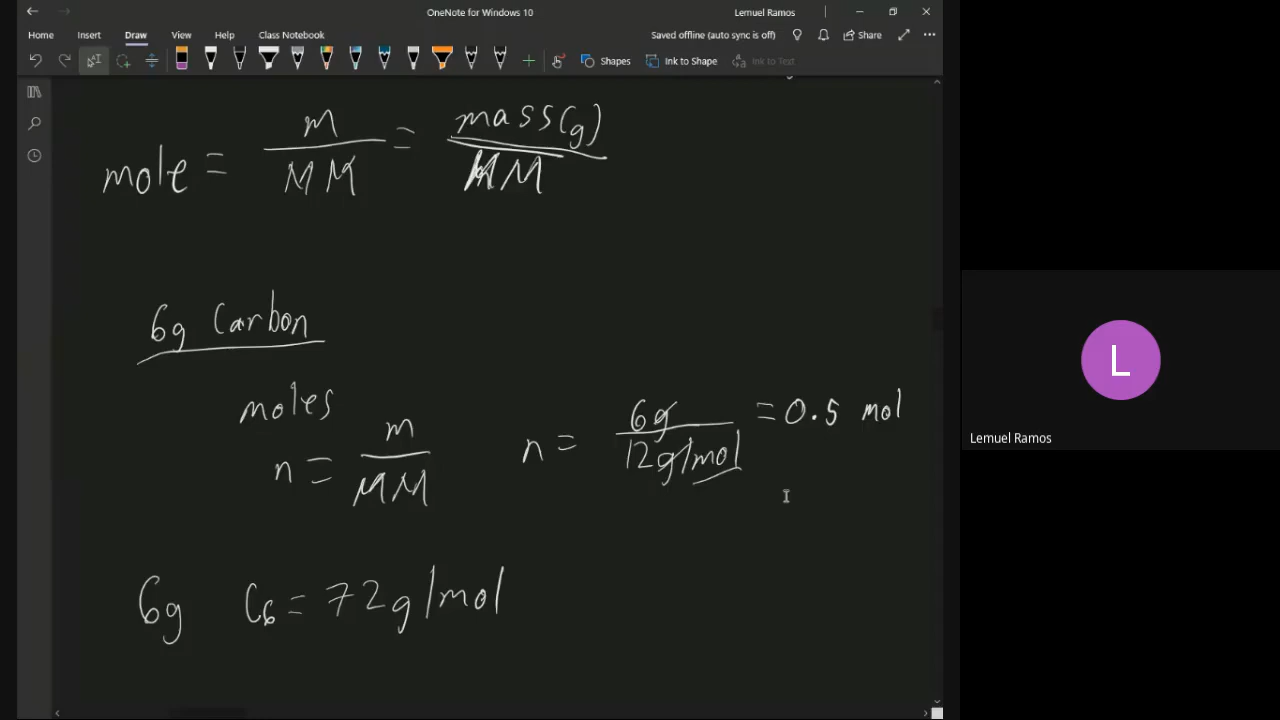 OneNote for Windows 10
Lemuel Ramos
Home Insert Draw View Help Class Notebook
Saved offline (auto sync is off)
Share
Shapes
Ink to Shape
Ink to Text
mole = m/MM = mass(g)/MM
6g Carbon
moles
n = m/MM
n = 6g/12g/mol = 0.5 mol
6g C₆ = 72g/mol
L
Lemuel Ramos